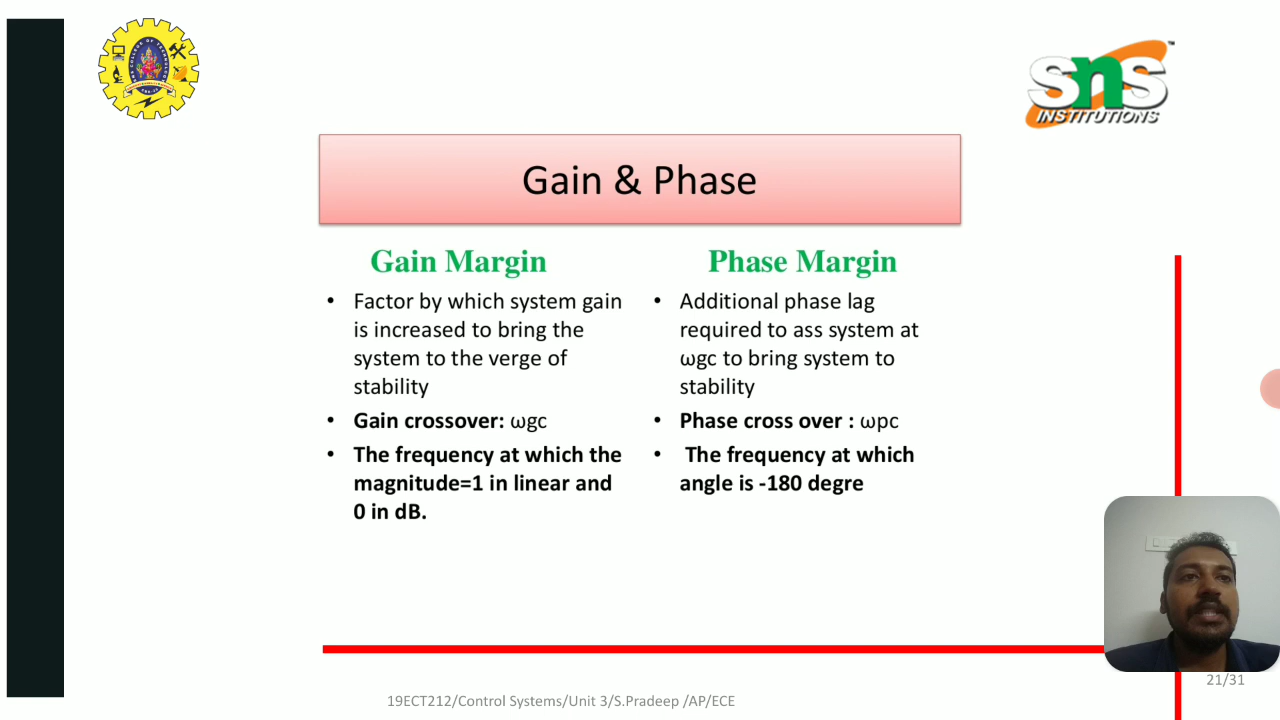 SNS
INSTITUTIONS
Gain & Phase
Gain Margin
• Factor by which system gain
is increased to bring the
system to the verge of
stability
• Gain crossover: ωgc
• The frequency at which the
magnitude=1 in linear and
0 in dB.
Phase Margin
• Additional phase lag
required to ass system at
ωgc to bring system to
stability
• Phase cross over : ωpc
• The frequency at which
angle is -180 degre
21/31
19ECT212/Control Systems/Unit 3/S.Pradeep /AP/ECE